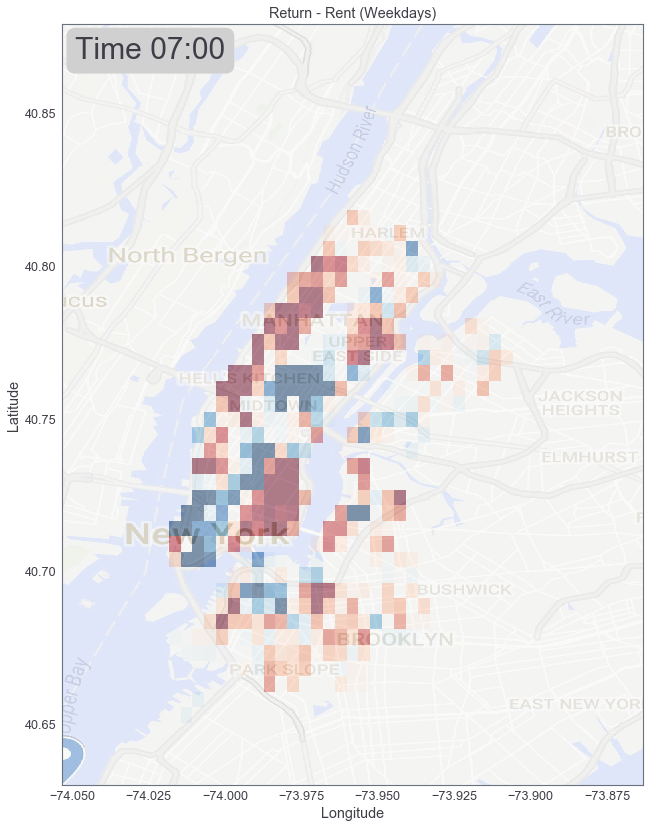 Return - Rent (Weekdays)
Time 07:00
40.85
40.80
40.75
40.70
40.65
Latitude
BRO
Hudson River
HARLEM
North Bergen
cus
East River
MANHATTAN
UPPER
EAST SIDE
HELL'S KITCHEN
MIDTOWN
JACKSON
HEIGHTS
ELMHURST
New York
BUSHWICK
BROOKLYN
PARK SLOPE
EAST NEW YOR
pper Bay
−74.050 −74.025 −74.000 −73.975 −73.950 −73.925 −73.900 −73.875
Longitude